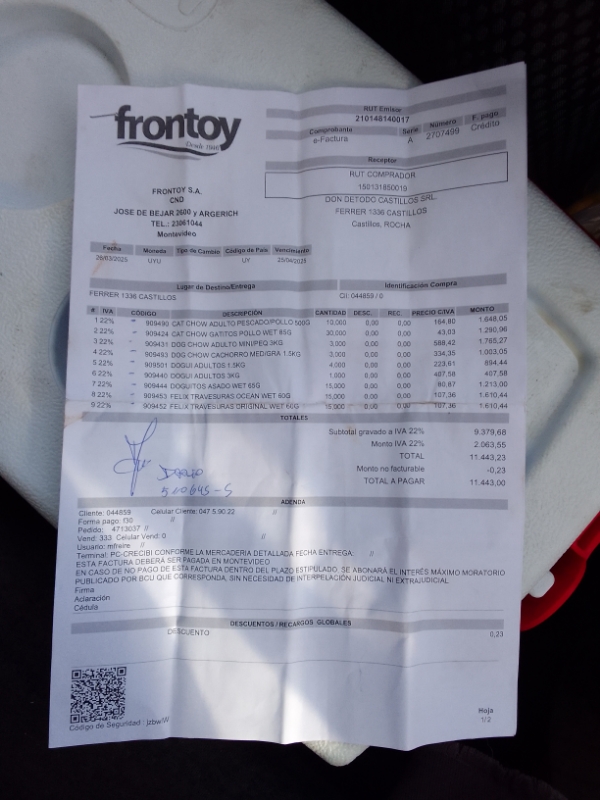 frontoy
Desde 1980
RUT Emisor
210148140017
Comprobante Serie Número F. pago
e-Factura A 2707499 Crédito
Receptor
RUT COMPRADOR
150131850019
DON DETODO CASTILLOS SRL.
FERRER 1336 CASTILLOS
Castillos, ROCHA
FRONTOY S.A.
CND
JOSE DE BEJAR 2600 y ARGERICH
TEL.: 23061044
Montevideo
Fecha Moneda Tipo de Cambio Código de País Vencimiento
26/03/2025 UYU UY 25/04/2025
Lugar de Destino/Entrega Identificación Compra
FERRER 1336 CASTILLOS CI: 044859 / 0
# IVA CÓDIGO DESCRIPCIÓN CANTIDAD DESC. REC. PRECIO C/IVA MONTO
1 22% 909490 CAT CHOW ADULTO PESCADO/POLLO 500G 10,000 0,00 0,00 164,80 1.648,05
2 22% 909424 CAT CHOW GATITOS POLLO WET 85G 30,000 0,00 0,00 43,03 1.290,96
3 22% 909431 DOG CHOW ADULTO MINI/PEQ 3KG 3,000 0,00 0,00 588,42 1.765,27
4 22% 909493 DOG CHOW CACHORRO MED/GRA 1.5KG 3,000 0,00 0,00 334,35 1.003,05
5 22% 909501 DOGUI ADULTOS 1.5KG 4,000 0,00 0,00 223,61 894,44
6 22% 909440 DOGUI ADULTOS 3KG 1,000 0,00 0,00 407,58 407,58
7 22% 909444 DOGUITOS ASADO WET 65G 15,000 0,00 0,00 80,87 1.213,00
8 22% 909453 FELIX TRAVESURAS OCEAN WET 60G 15,000 0,00 0,00 107,36 1.610,44
9 22% 909452 FELIX TRAVESURAS ORIGINAL WET 60G 15,000 0,00 0,00 107,36 1.610,44
TOTALES
Subtotal gravado a IVA 22% 9.379,68
Monto IVA 22% 2.063,55
TOTAL 11.443,23
Monto no facturable -0,23
TOTAL A PAGAR 11.443,00
ADENDA
Cliente: 044859 Celular Cliente: 047 5.90.22 //
Forma pago: f30 //
Pedido: 4713037 //
Vend: 333 Celular Vend: 0 //
Usuario: mfreire //
Terminal: PC-CRECIBI CONFORME LA MERCADERIA DETALLADA FECHA ENTREGA: //
ESTA FACTURA DEBERA SER PAGADA EN MONTEVIDEO
EN CASO DE NO PAGO DE ESTA FACTURA DENTRO DEL PLAZO ESTIPULADO, SE ABONARÁ EL INTERÉS MÁXIMO MORATORIO
PUBLICADO POR BCU QUE CORRESPONDA, SIN NECESIDAD DE INTERPELACIÓN JUDICIAL NI EXTRAJUDICIAL
Firma
Aclaración
Cédula
DESCUENTOS / RECARGOS GLOBALES
DESCUENTO 0,23
Código de Seguridad : jzbwIW
Hoja
1/2